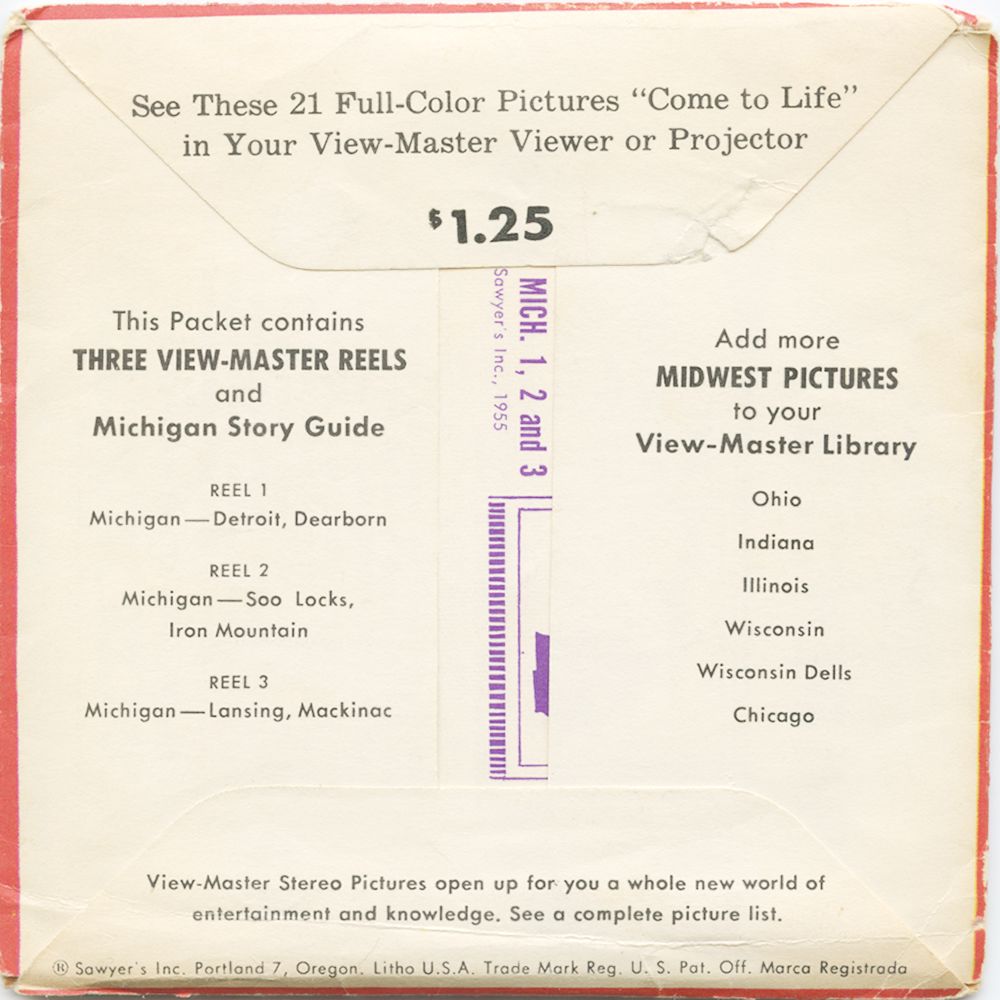 See These 21 Full-Color Pictures “Come to Life”
in Your View-Master Viewer or Projector
$1.25
This Packet contains
THREE VIEW-MASTER REELS
and
Michigan Story Guide
REEL 1
Michigan — Detroit, Dearborn
REEL 2
Michigan — Soo Locks,
Iron Mountain
REEL 3
Michigan — Lansing, Mackinac
MICH. 1, 2 and 3
Sawyer's Inc., 1955
Add more
MIDWEST PICTURES
to your
View-Master Library
Ohio
Indiana
Illinois
Wisconsin
Wisconsin Dells
Chicago
View-Master Stereo Pictures open up for you a whole new world of
entertainment and knowledge. See a complete picture list.
® Sawyer's Inc. Portland 7, Oregon. Litho U.S.A. Trade Mark Reg. U. S. Pat. Off. Marca Registrada